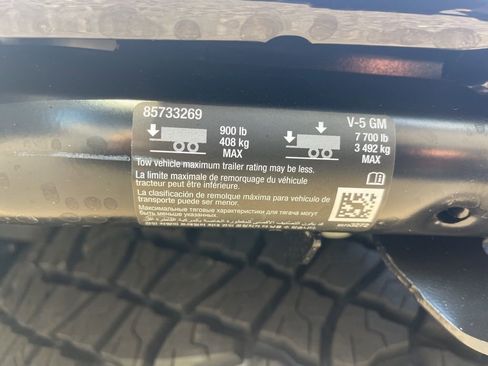 85733269
V-5 GM
900 lb
408 kg
MAX
7 700 lb
3 492 kg
MAX
Tow vehicle maximum trailer rating may be less.
La limite maximale de remorquage du véhicule
tracteur peut être inférieure.
La clasificación de remolque máxima para vehículo de
transporte puede ser menor.
Максимальные тяговые характеристики для тягача могут
быть меньше указанных.